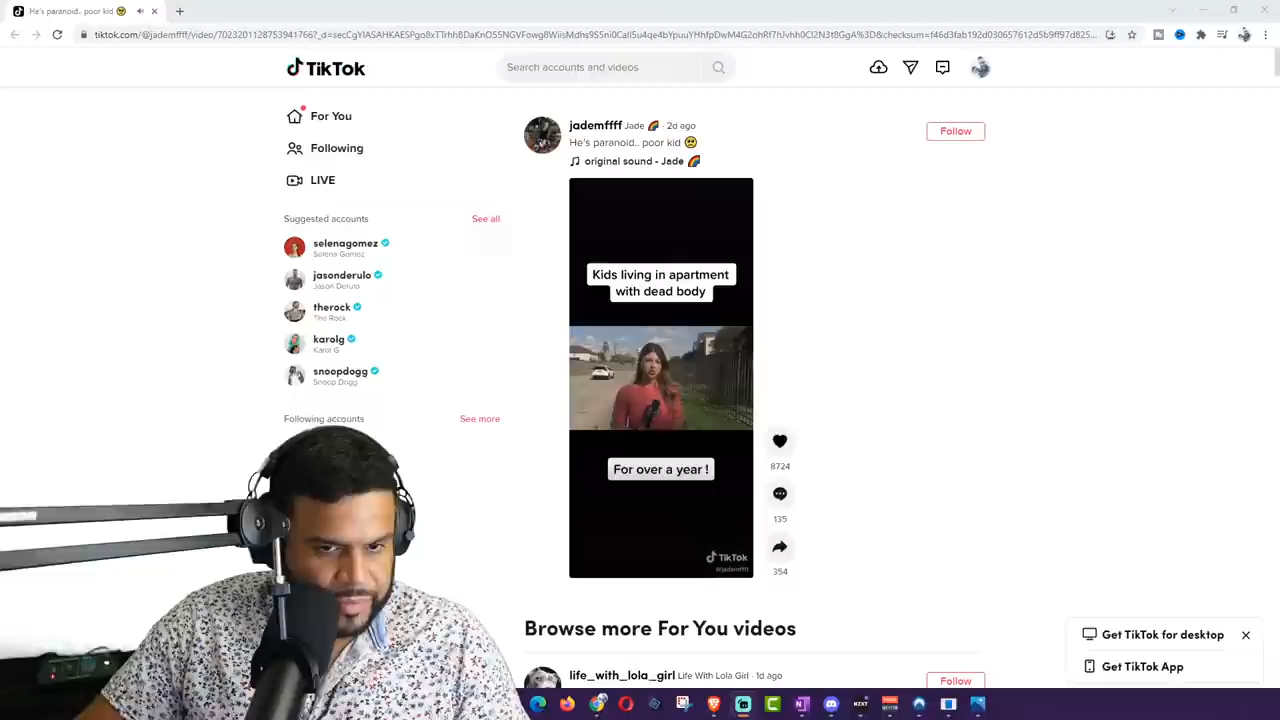 He's paranoid.. poor kid
tiktok.com/@jademffff/video/7023201128753941766?_d=
TikTok
Search accounts and videos
For You
Following
LIVE
Suggested accounts
See all
selenagomez
Selena Gomez
jasonderulo
Jason Derulo
therock
The Rock
karolg
Karol G
snoopdogg
Snoop Dogg
Following accounts
See more
jademffff Jade 🌈 · 2d ago
He's paranoid.. poor kid
original sound - Jade 🌈
Follow
Kids living in apartment
with dead body
For over a year !
TikTok
@jademffff
8724
135
354
Browse more For You videos
life_with_lola_girl Life With Lola Girl · 1d ago
Follow
Get TikTok for desktop
Get TikTok App